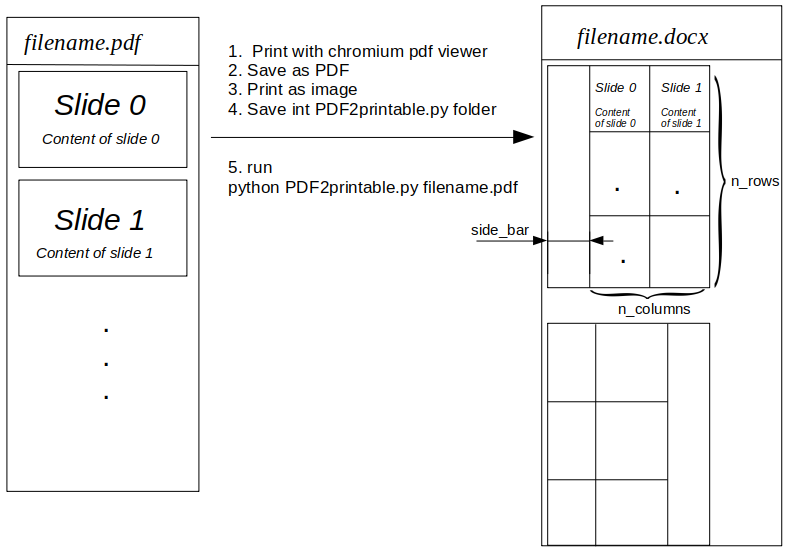 filename.pdf
Slide 0
Content of slide 0
Slide 1
Content of slide 1
1. Print with chromium pdf viewer
2. Save as PDF
3. Print as image
4. Save int PDF2printable.py folder
5. run
python PDF2printable.py filename.pdf
filename.docx
Slide 0
Content
of slide 0
Slide 1
Content
of slide 1
n_rows
side_bar
n_columns